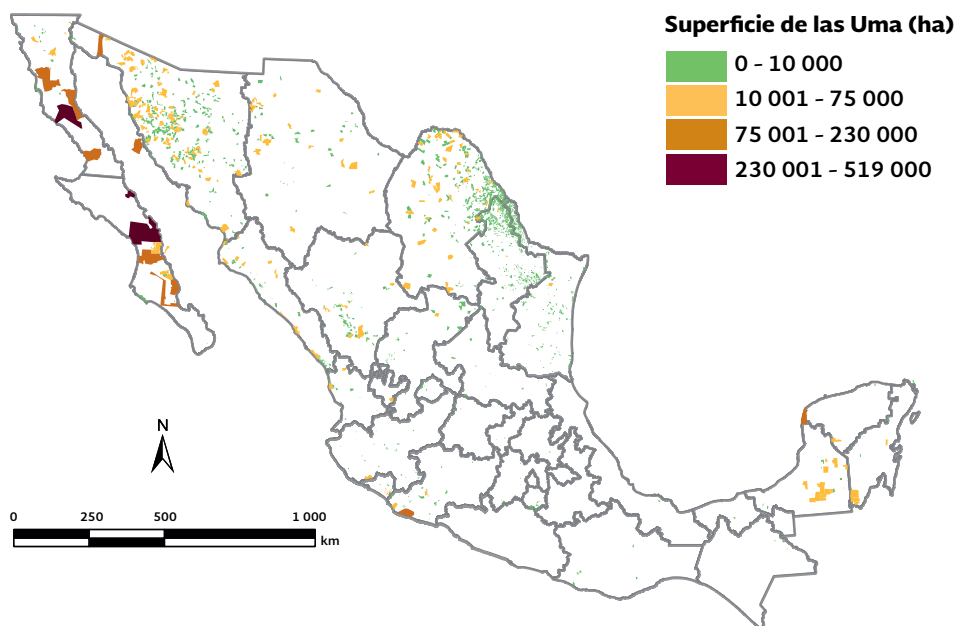 Superficie de las Uma (ha)
0 - 10 000
10 001 - 75 000
75 001 - 230 000
230 001 - 519 000
N
0 250 500 1 000
km